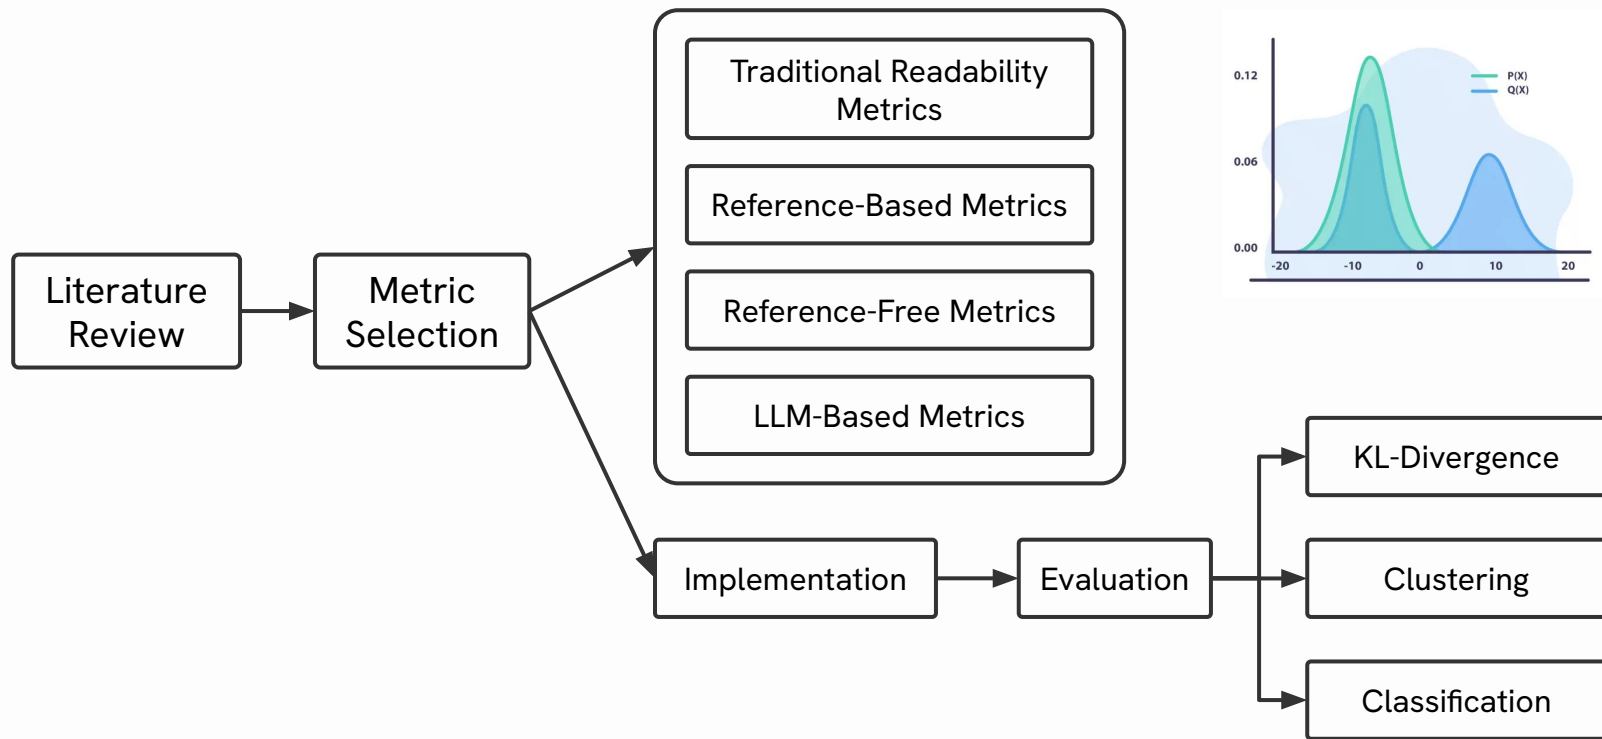 Literature
Review
Metric
Selection
Traditional Readability
Metrics
Reference-Based Metrics
Reference-Free Metrics
LLM-Based Metrics
Implementation
Evaluation
KL-Divergence
Clustering
Classification
0.12
0.06
0.00
-20 -10 0 10 20
P(X)
Q(X)